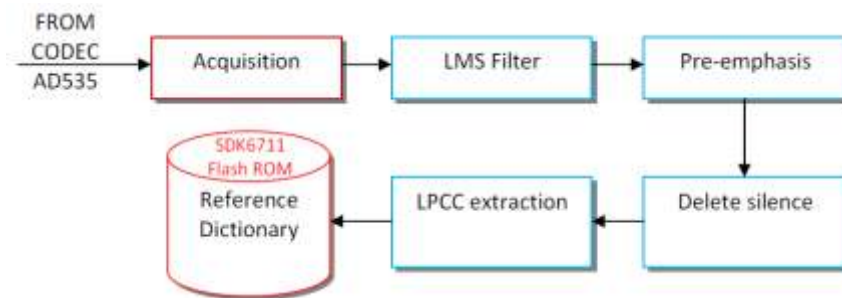 FROM
CODEC
AD535
Acquisition
LMS Filter
Pre-emphasis
SDK6711
Flash ROM
Reference
Dictionary
LPCC extraction
Delete silence